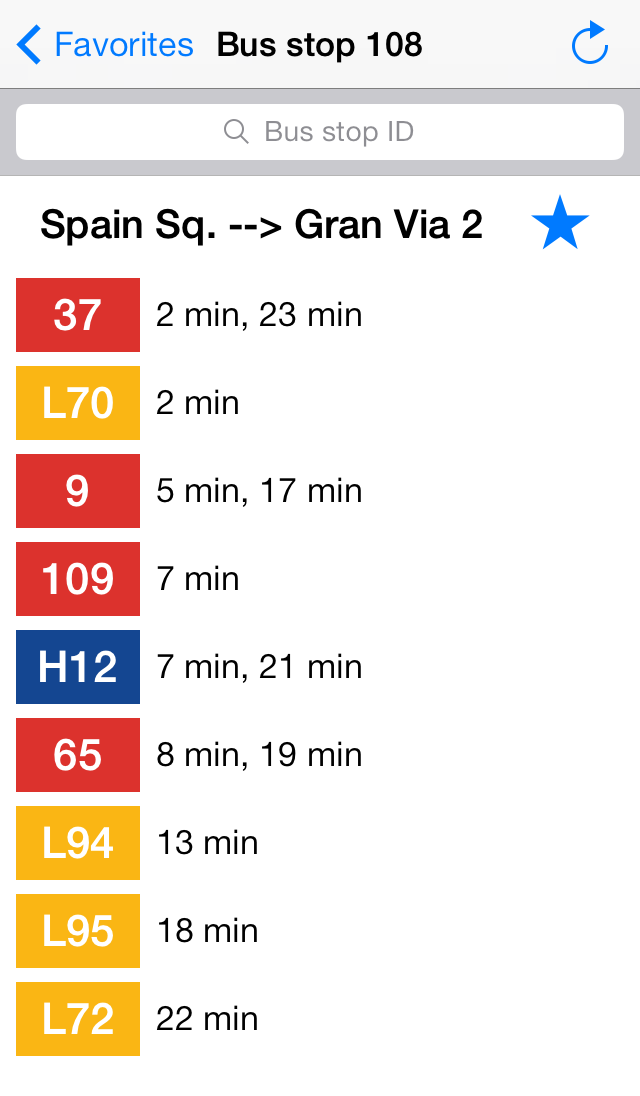 Favorites Bus stop 108
Bus stop ID
Spain Sq. --> Gran Via 2
37 2 min, 23 min
L70 2 min
9 5 min, 17 min
109 7 min
H12 7 min, 21 min
65 8 min, 19 min
L94 13 min
L95 18 min
L72 22 min